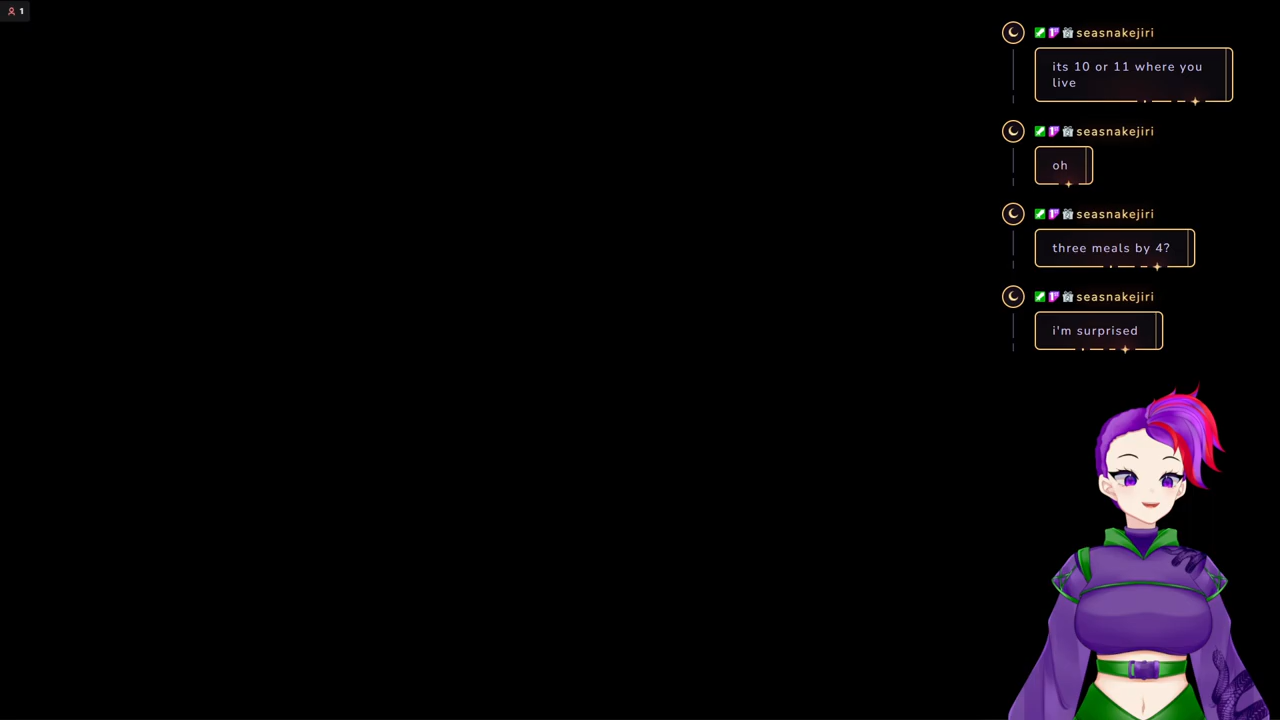 1
seasnakejiri
its 10 or 11 where you
live
seasnakejiri
oh
seasnakejiri
three meals by 4?
seasnakejiri
i'm surprised